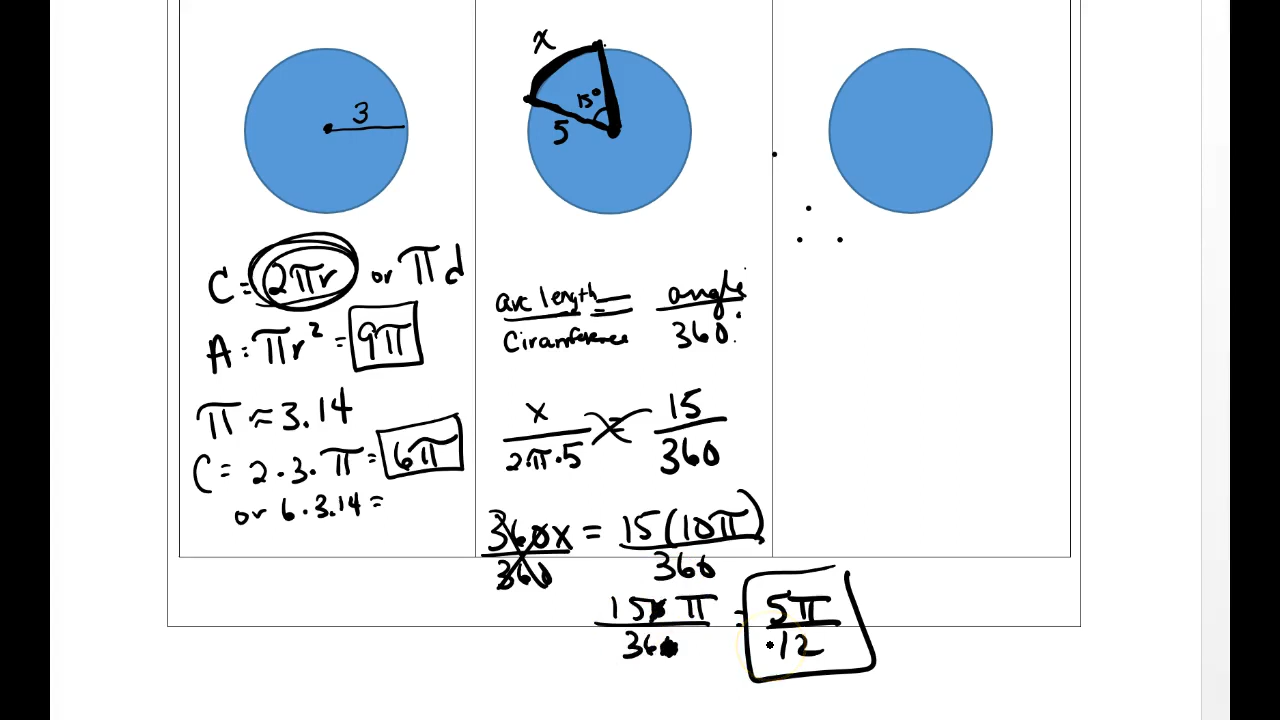 3
C = 2πr or πd
A = πr² = 9π
π ≈ 3.14
C = 2·3·π = 6π
or 6·3.14 =
x
15°
5
arc length / Circumference = angle / 360
x / 2·π·5 = 15 / 360
360x / 360 = 15(10π) / 360
150π / 360 = 5π / 12